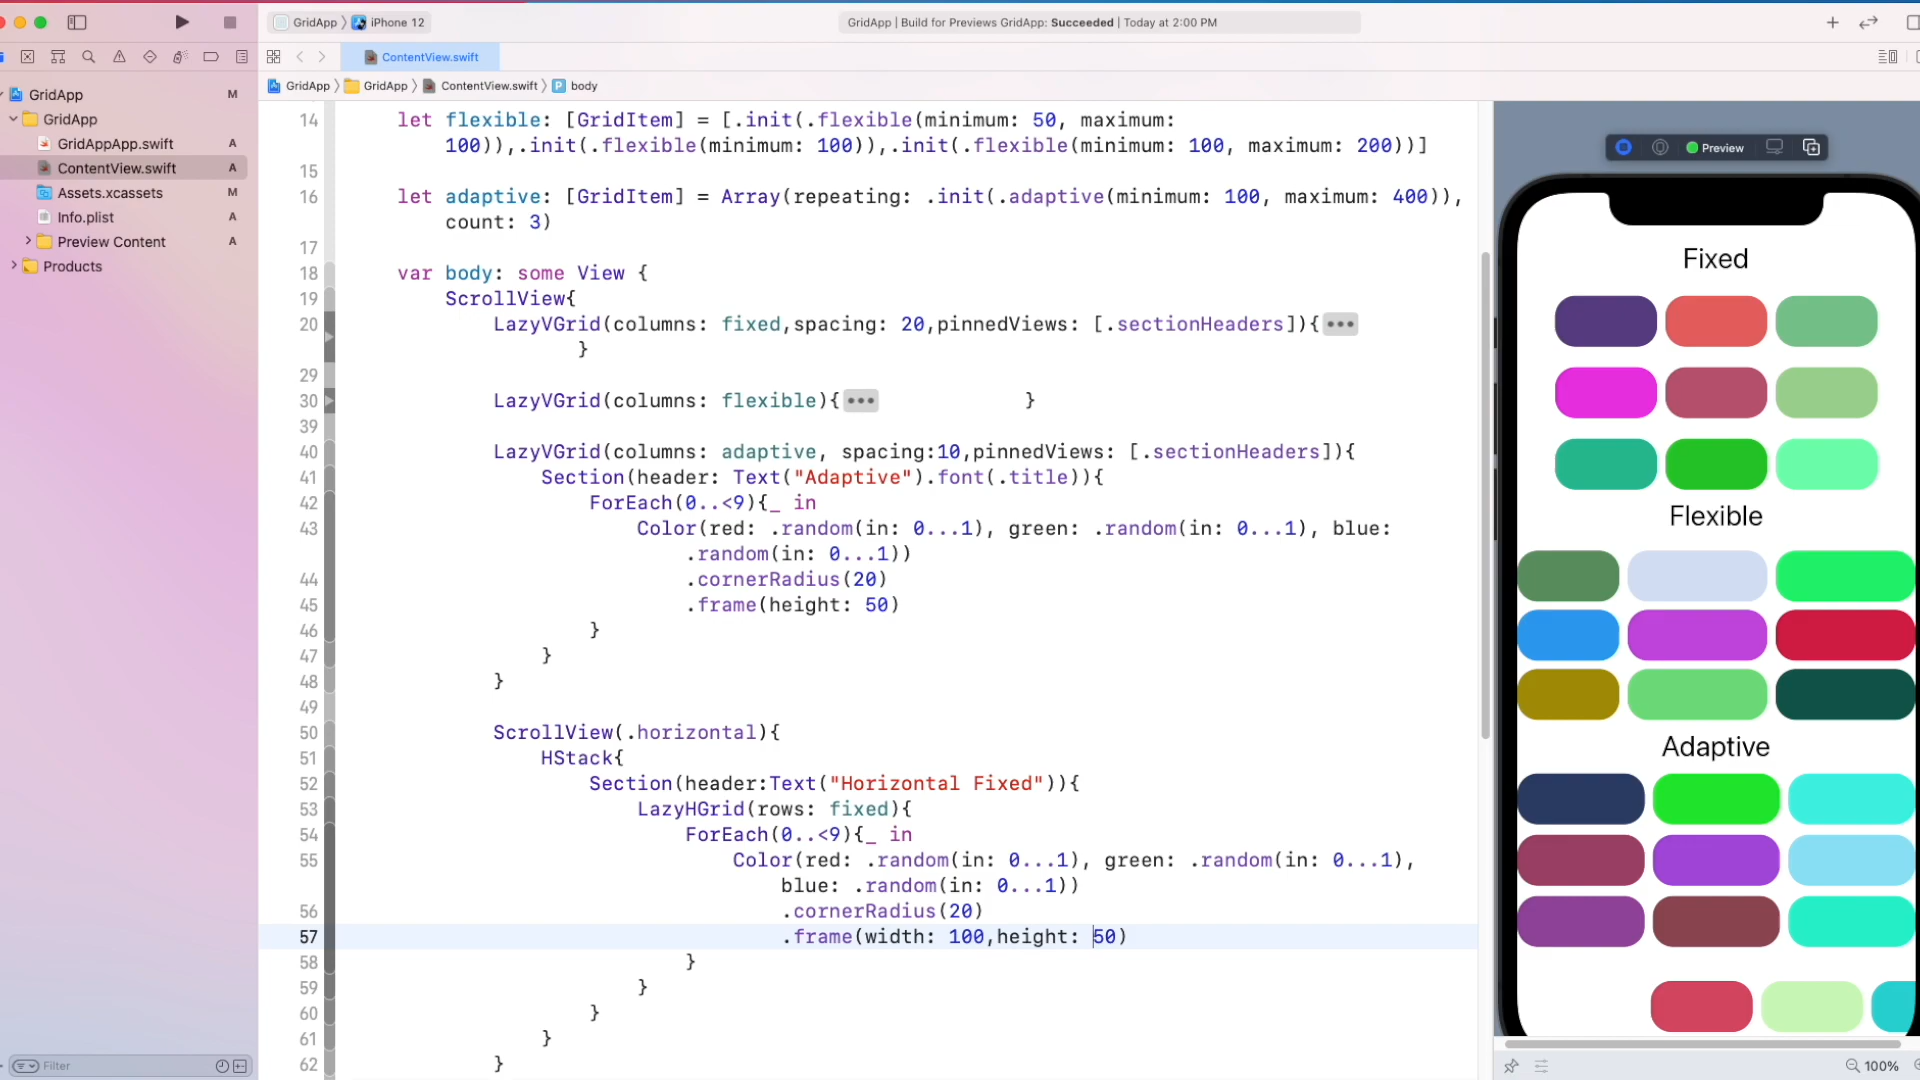 GridApp
iPhone 12
GridApp | Build for Previews GridApp: Succeeded | Today at 2:00 PM
ContentView.swift
GridApp
GridApp
ContentView.swift
P
body
GridApp
M
GridApp
GridAppApp.swift
A
ContentView.swift
A
Assets.xcassets
M
Info.plist
A
Preview Content
A
Products
14 let flexible: [GridItem] = [.init(.flexible(minimum: 50, maximum:
100)),.init(.flexible(minimum: 100)),.init(.flexible(minimum: 100, maximum: 200))]
15
16 let adaptive: [GridItem] = Array(repeating: .init(.adaptive(minimum: 100, maximum: 400)),
count: 3)
17
18 var body: some View {
19 ScrollView{
20 LazyVGrid(columns: fixed,spacing: 20,pinnedViews: [.sectionHeaders]){•••
}
29
30 LazyVGrid(columns: flexible){••• }
39
40 LazyVGrid(columns: adaptive, spacing:10,pinnedViews: [.sectionHeaders]){
41 Section(header: Text("Adaptive").font(.title)){
42 ForEach(0..<9){_ in
43 Color(red: .random(in: 0...1), green: .random(in: 0...1), blue:
.random(in: 0...1))
44 .cornerRadius(20)
45 .frame(height: 50)
46 }
47 }
48 }
49
50 ScrollView(.horizontal){
51 HStack{
52 Section(header:Text("Horizontal Fixed")){
53 LazyHGrid(rows: fixed){
54 ForEach(0..<9){_ in
55 Color(red: .random(in: 0...1), green: .random(in: 0...1),
blue: .random(in: 0...1))
56 .cornerRadius(20)
57 .frame(width: 100,height: 50)
58 }
59 }
60 }
61 }
62 }
Preview
Fixed
Flexible
Adaptive
Filter
100%